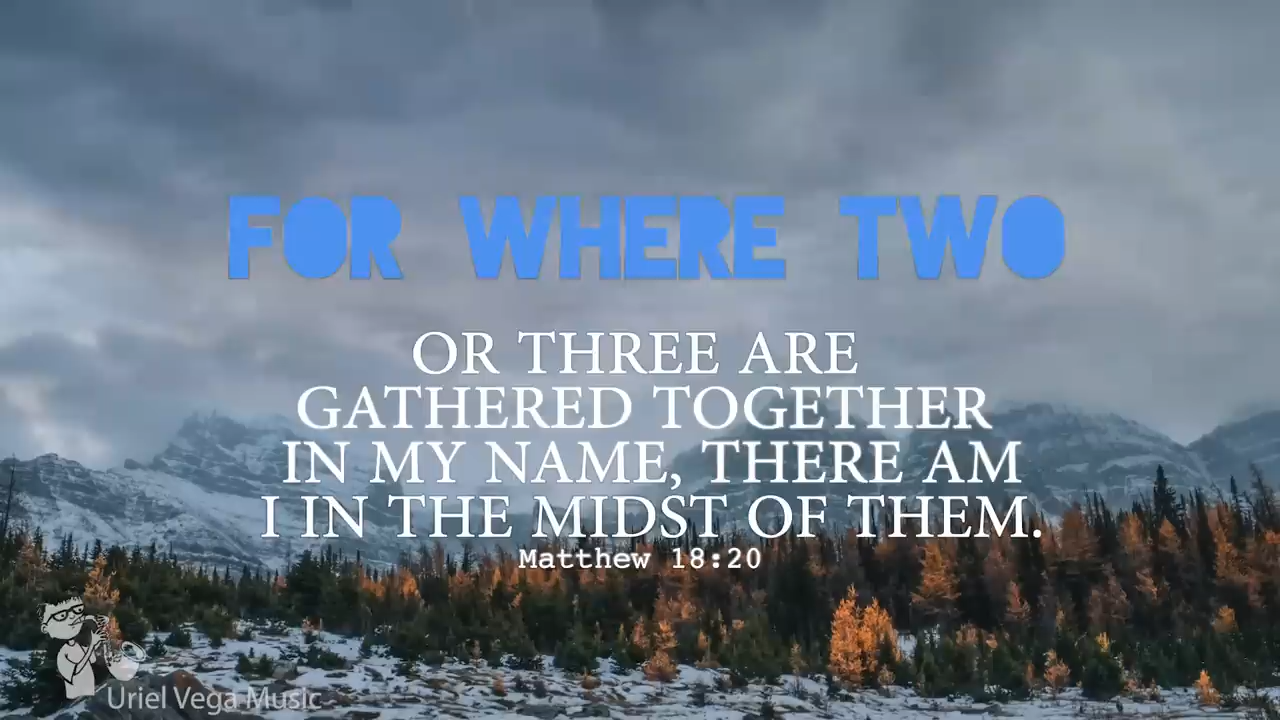 FOR WHERE TWO
OR THREE ARE
GATHERED TOGETHER
IN MY NAME, THERE AM
I IN THE MIDST OF THEM.
Matthew 18:20
Uriel Vega Music